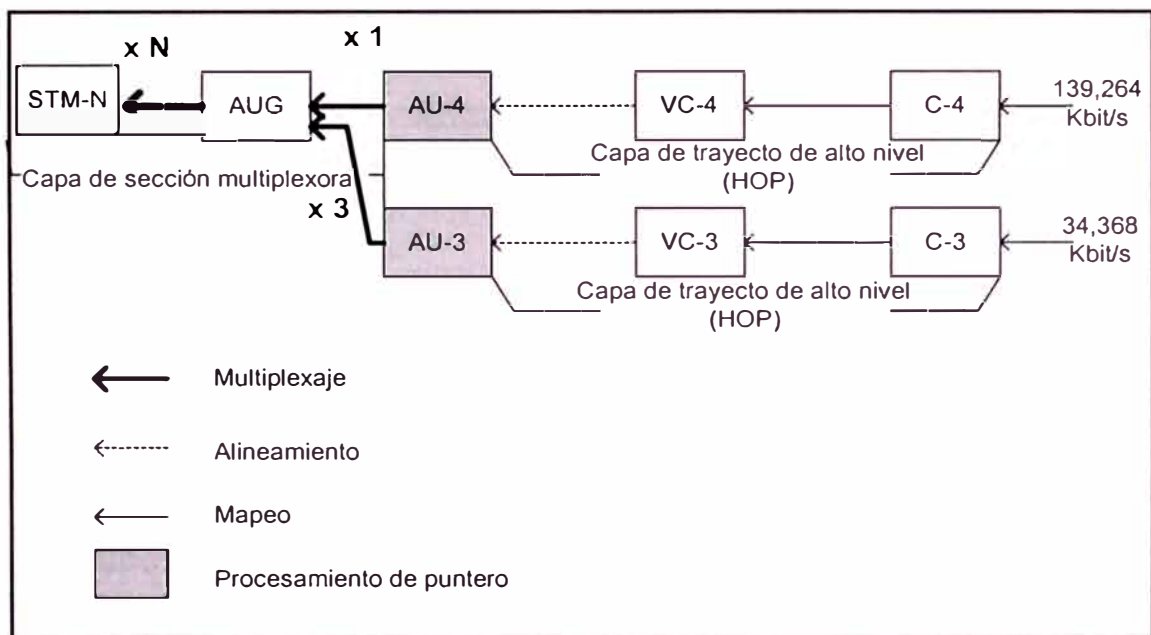 x N
x 1
STM-N
AUG
AU-4
VC-4
C-4
139,264
Kbit/s
Capa de sección multiplexora
Capa de trayecto de alto nivel
(HOP)
x 3
AU-3
VC-3
C-3
34,368
Kbit/s
Capa de trayecto de alto nivel
(HOP)
Multiplexaje
Alineamiento
Mapeo
Procesamiento de puntero